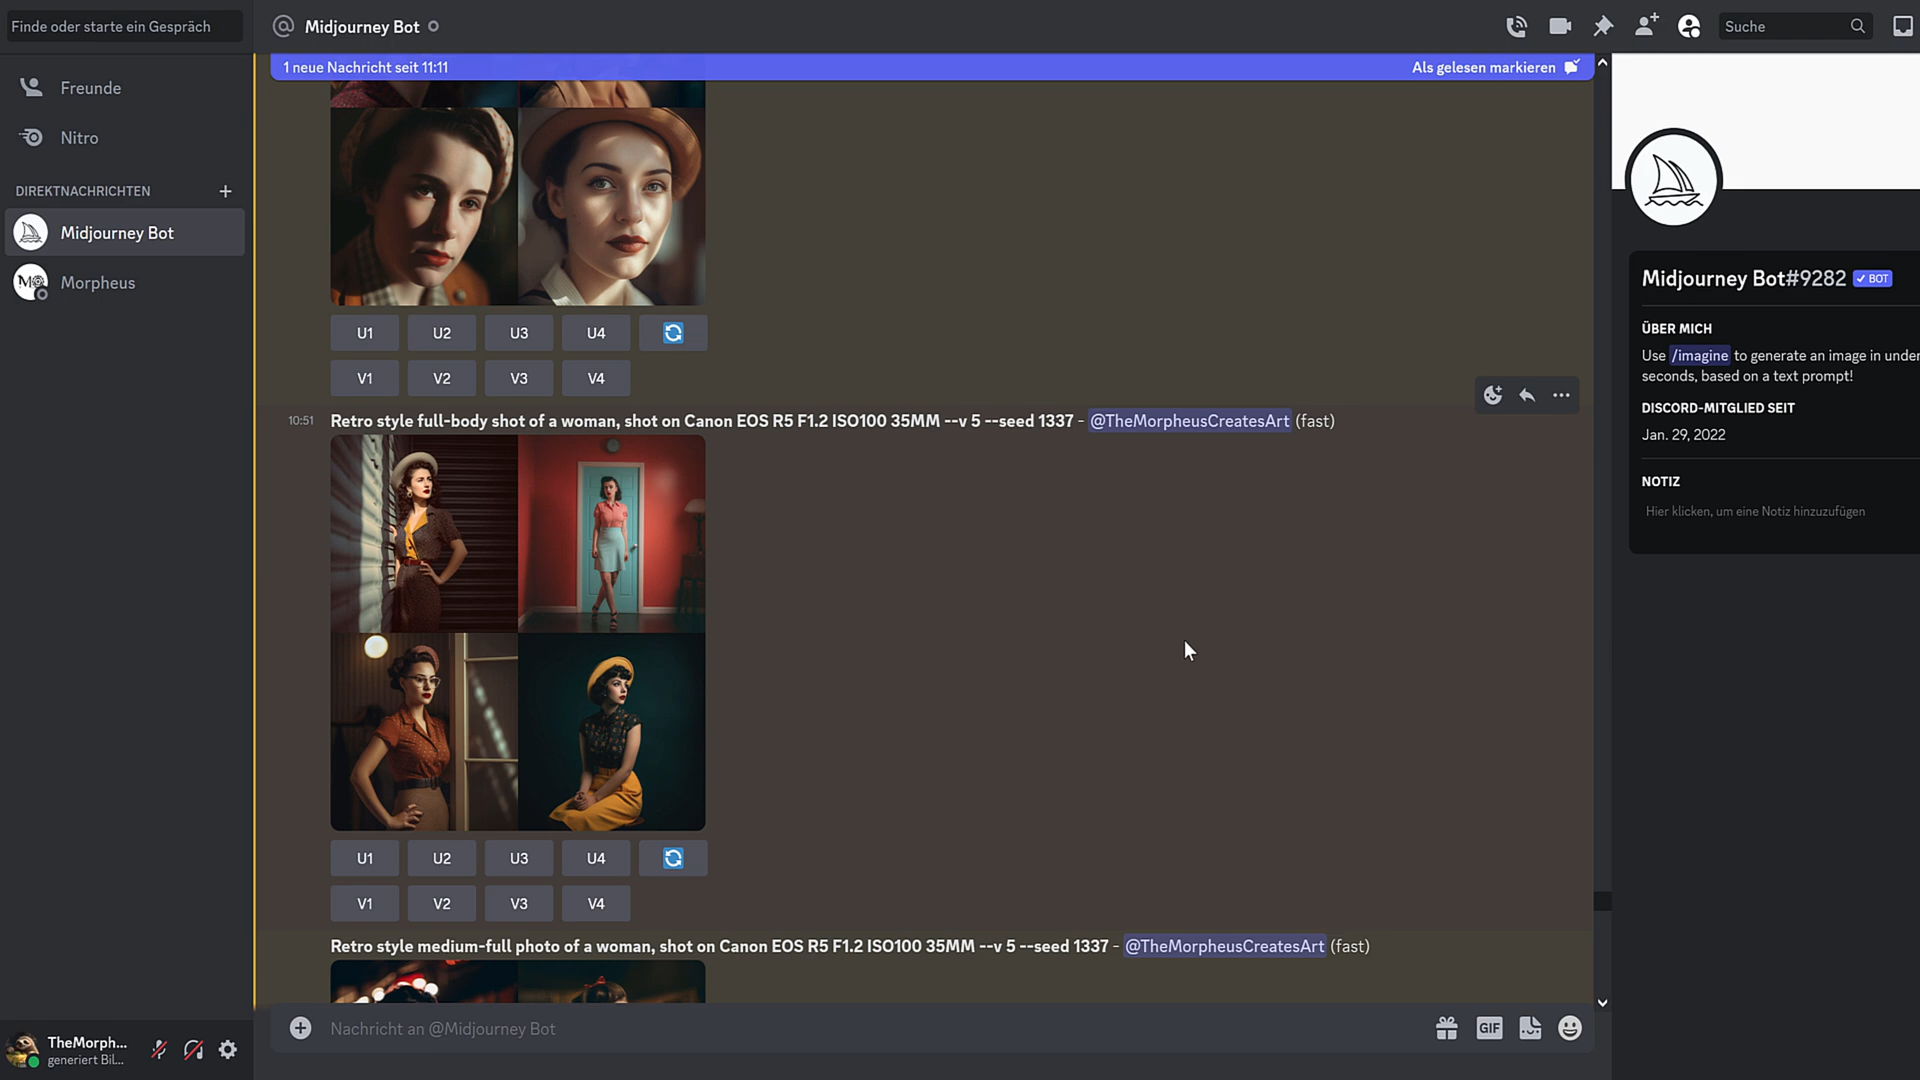 Finde oder starte ein Gespräch
Midjourney Bot
Suche
Freunde
Nitro
DIREKTNACHRICHTEN
Midjourney Bot
Morpheus
1 neue Nachricht seit 11:11
Als gelesen markieren
U1 U2 U3 U4
V1 V2 V3 V4
10:51 Retro style full-body shot of a woman, shot on Canon EOS R5 F1.2 ISO100 35MM --v 5 --seed 1337 - @TheMorpheusCreatesArt (fast)
U1 U2 U3 U4
V1 V2 V3 V4
Retro style medium-full photo of a woman, shot on Canon EOS R5 F1.2 ISO100 35MM --v 5 --seed 1337 - @TheMorpheusCreatesArt (fast)
Nachricht an @Midjourney Bot
GIF
Midjourney Bot#9282 BOT
ÜBER MICH
Use /imagine to generate an image in under
seconds, based on a text prompt!
DISCORD-MITGLIED SEIT
Jan. 29, 2022
NOTIZ
Hier klicken, um eine Notiz hinzuzufügen
TheMorph...
generiert Bil...